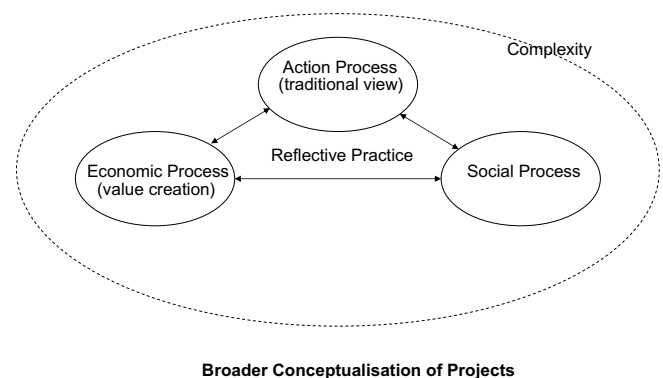 Complexity
Action Process
(traditional view)
Reflective Practice
Economic Process
(value creation)
Social Process
Broader Conceptualisation of Projects